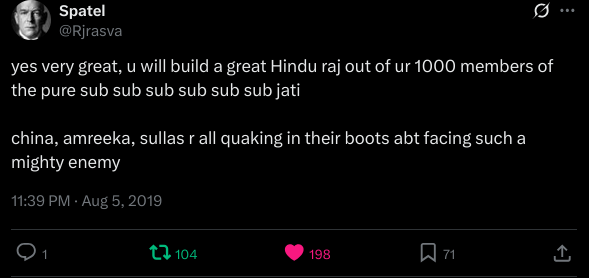 Spatel
@Rjrasva
yes very great, u will build a great Hindu raj out of ur 1000 members of
the pure sub sub sub sub sub sub jati
china, amreeka, sullas r all quaking in their boots abt facing such a
mighty enemy
11:39 PM · Aug 5, 2019
1 104 198 71